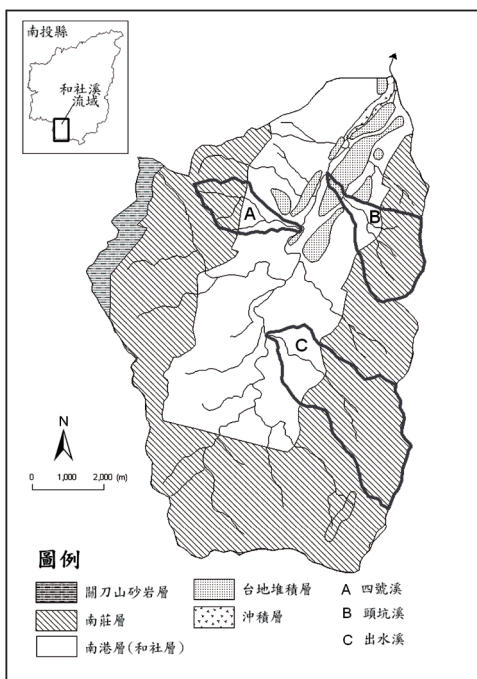 南投縣
和社溪
流域
A
B
C
N
0 1,000 2,000 (m)
圖例
關刀山砂岩層
南莊層
南港層(和社層)
台地堆積層
沖積層
A 四號溪
B 頭坑溪
C 出水溪